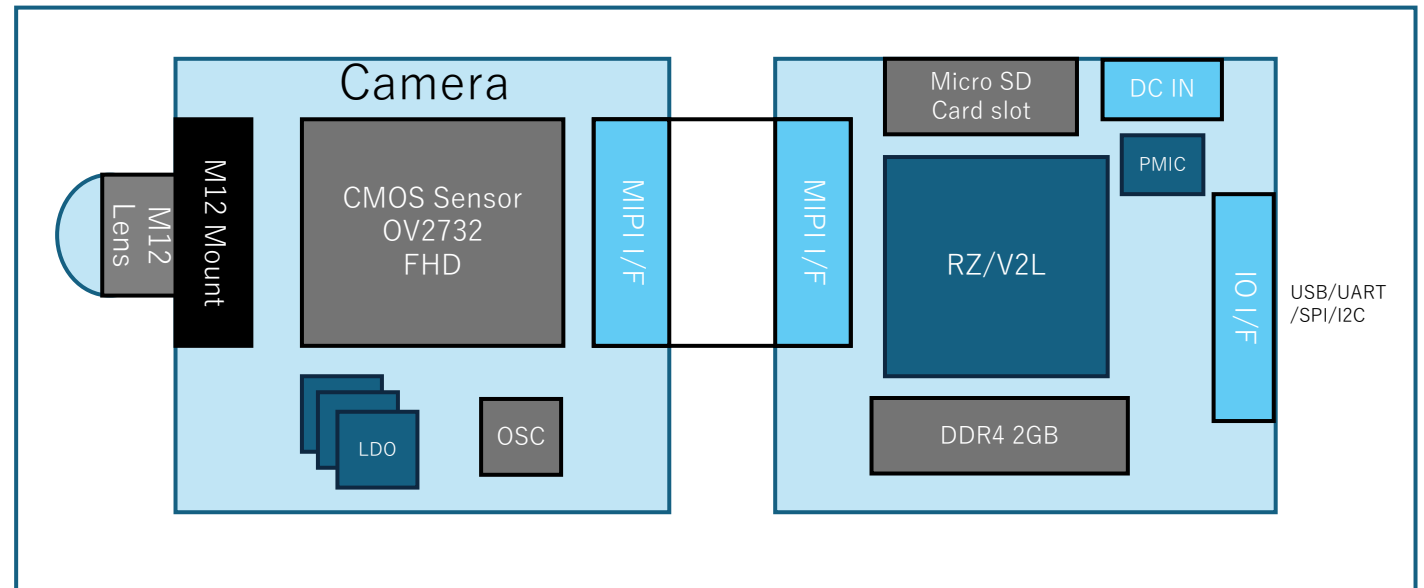 Camera
M12
Lens
M12 Mount
CMOS Sensor
OV2732
FHD
MIPI I/F
LDO
OSC
MIPI I/F
Micro SD
Card slot
DC IN
PMIC
RZ/V2L
IO I/F
USB/UART
/SPI/I2C
DDR4 2GB